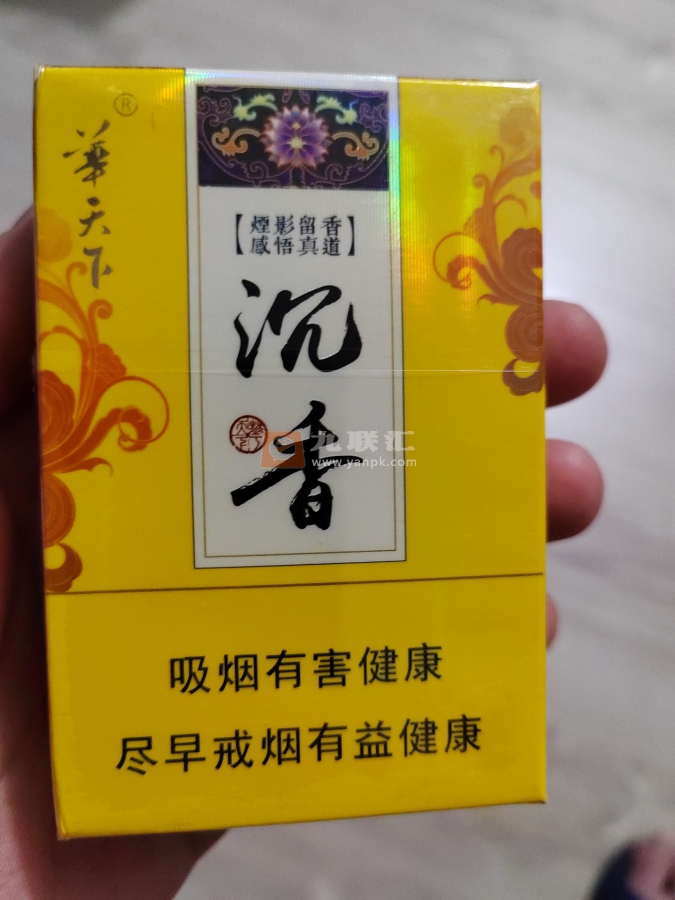 ®
華天下
【煙影留香
感悟真道】
沉香
九联汇
www.yanpk.com
吸烟有害健康
尽早戒烟有益健康